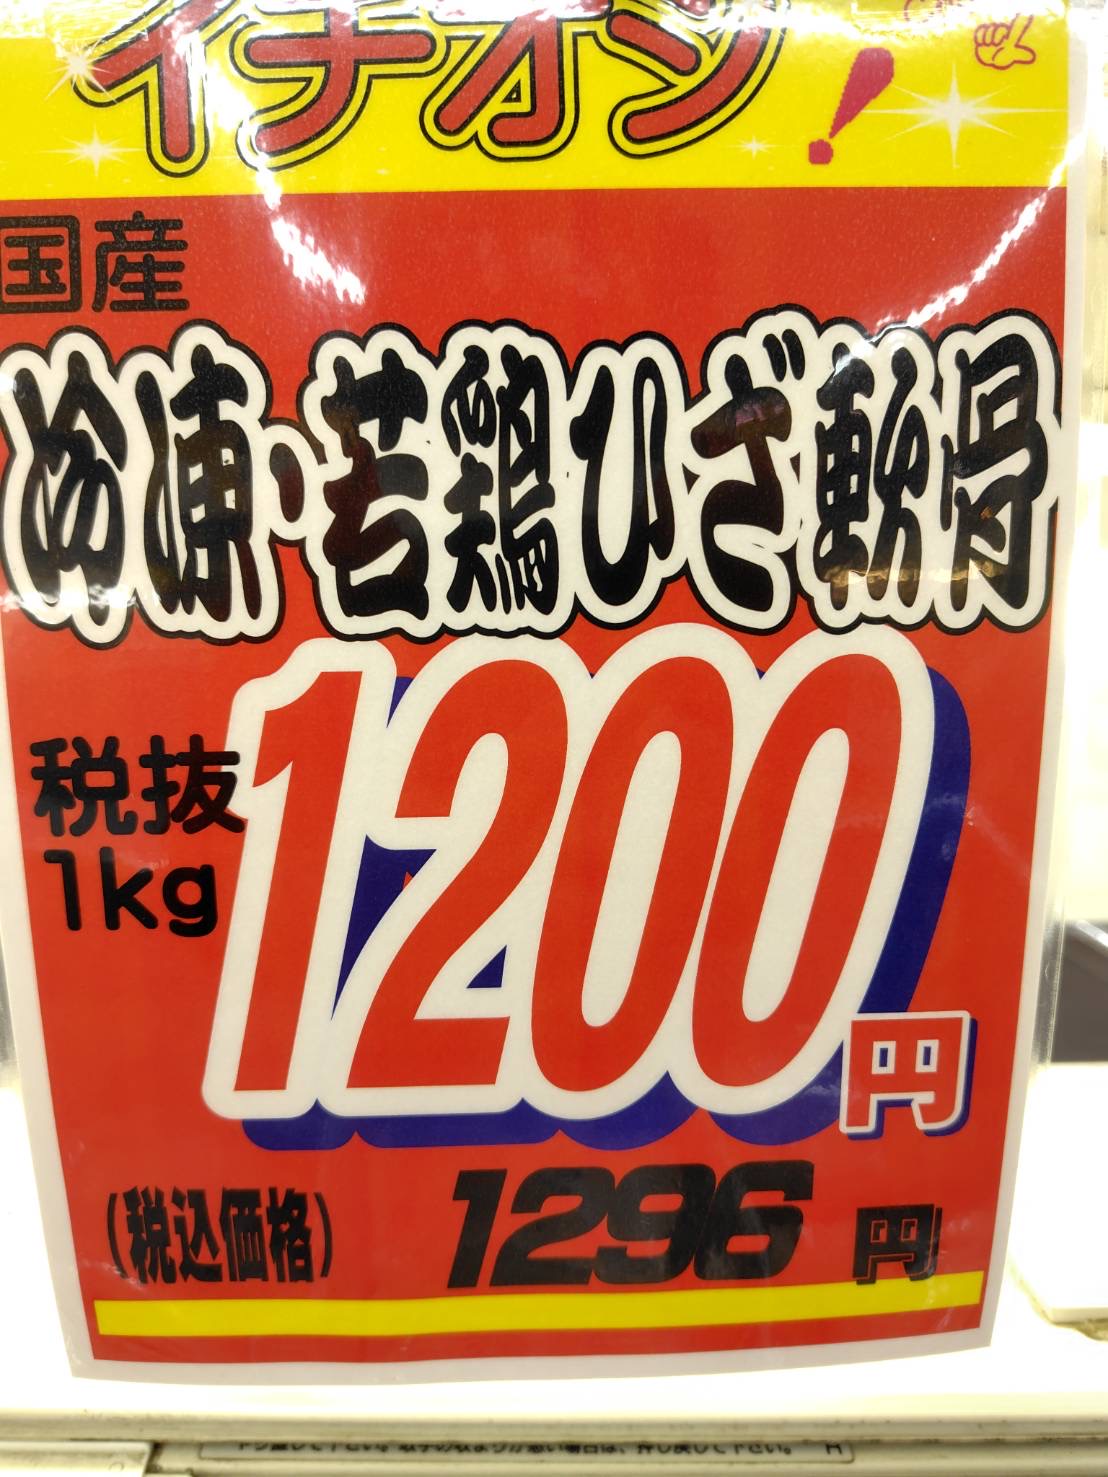 イチオシ!
国産
冷凍・若鶏ひざ軟骨
税抜
1kg
1200円
(税込価格) 1296円